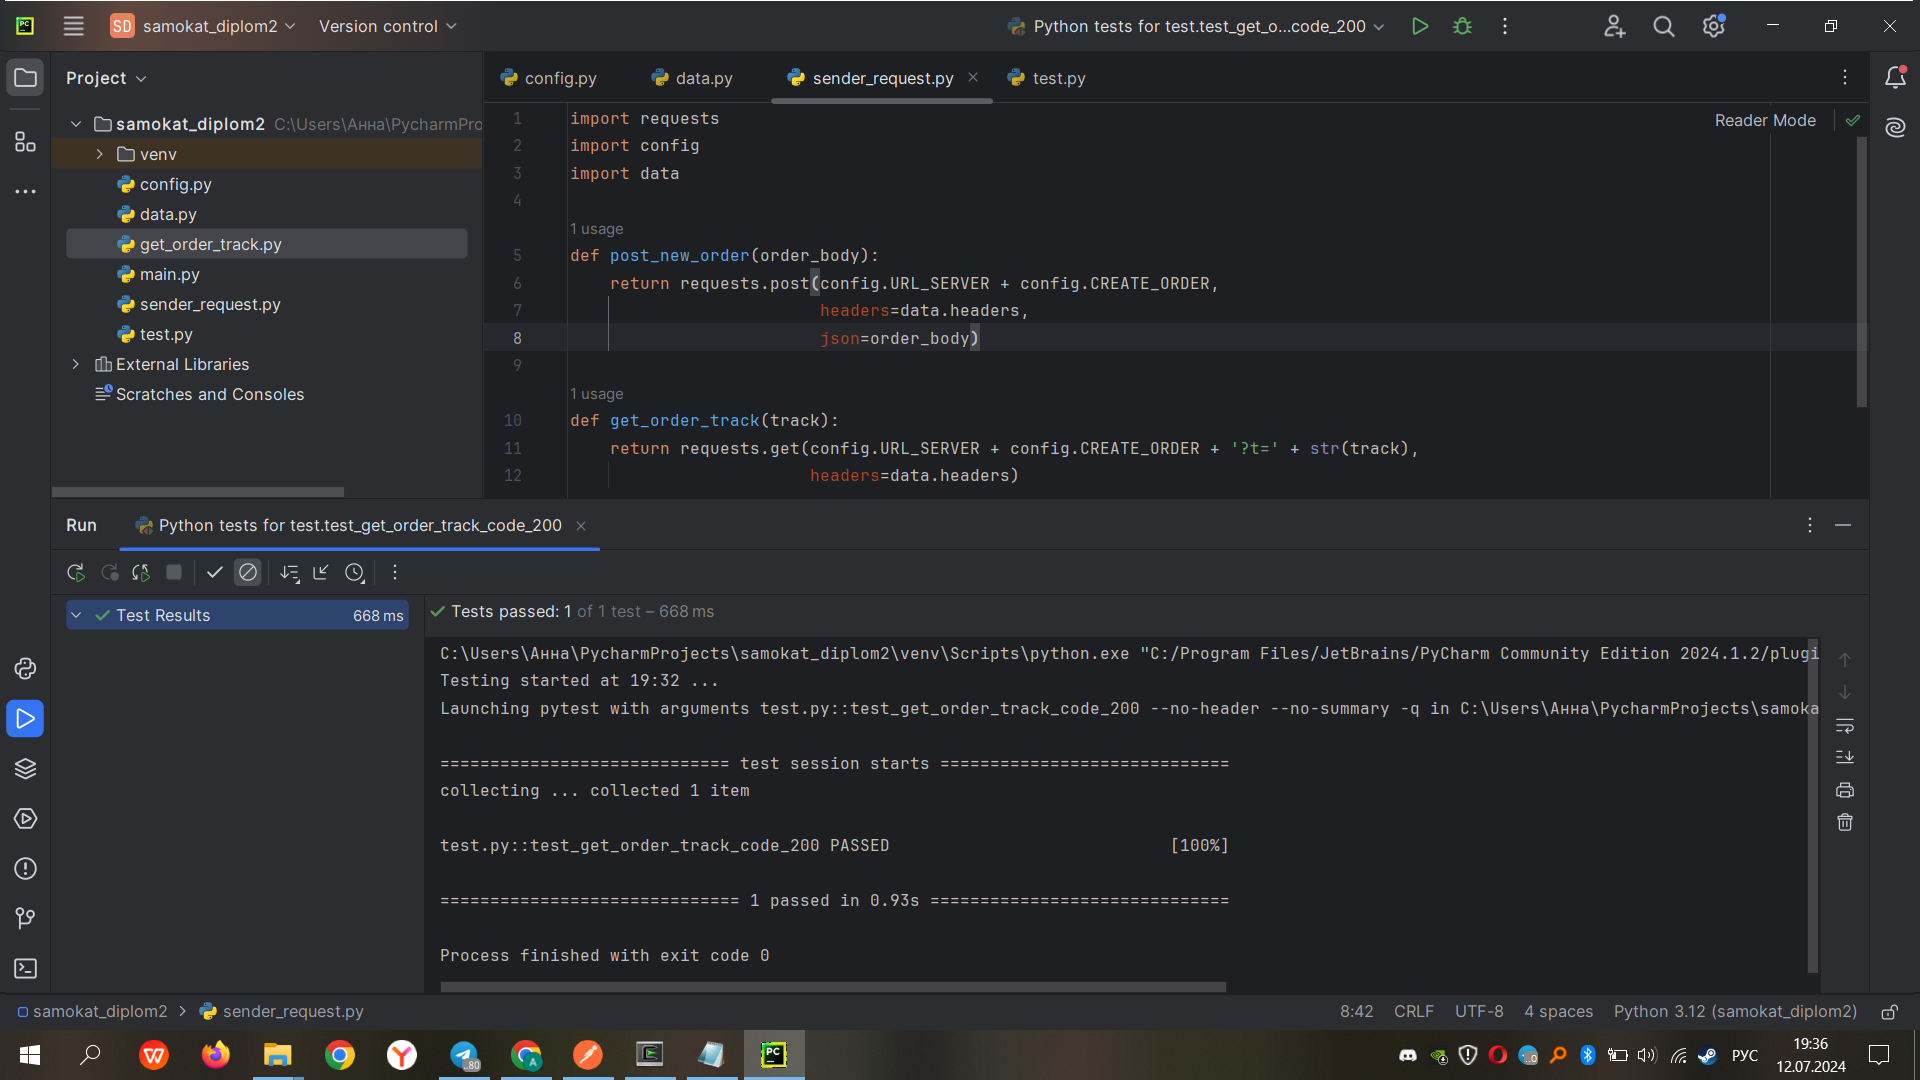 PC
SD samokat_diplom2 Version control
Python tests for test.test_get_o...code_200
Project
samokat_diplom2 C:\Users\Анна\PycharmPro
venv
config.py
data.py
get_order_track.py
main.py
sender_request.py
test.py
External Libraries
Scratches and Consoles
config.py data.py sender_request.py test.py
Reader Mode
1 import requests
2 import config
3 import data
4
1 usage
5 def post_new_order(order_body):
6 return requests.post(config.URL_SERVER + config.CREATE_ORDER,
7 headers=data.headers,
8 json=order_body)
9
1 usage
10 def get_order_track(track):
11 return requests.get(config.URL_SERVER + config.CREATE_ORDER + '?t=' + str(track),
12 headers=data.headers)
Run Python tests for test.test_get_order_track_code_200
Test Results 668 ms
Tests passed: 1 of 1 test – 668 ms
C:\Users\Анна\PycharmProjects\samokat_diplom2\venv\Scripts\python.exe "C:/Program Files/JetBrains/PyCharm Community Edition 2024.1.2/plugi
Testing started at 19:32 ...
Launching pytest with arguments test.py::test_get_order_track_code_200 --no-header --no-summary -q in C:\Users\Анна\PycharmProjects\samoka
============================= test session starts =============================
collecting ... collected 1 item
test.py::test_get_order_track_code_200 PASSED [100%]
============================== 1 passed in 0.93s ==============================
Process finished with exit code 0
samokat_diplom2 > sender_request.py
8:42 CRLF UTF-8 4 spaces Python 3.12 (samokat_diplom2)
80 A PC
РУС
19:36
12.07.2024